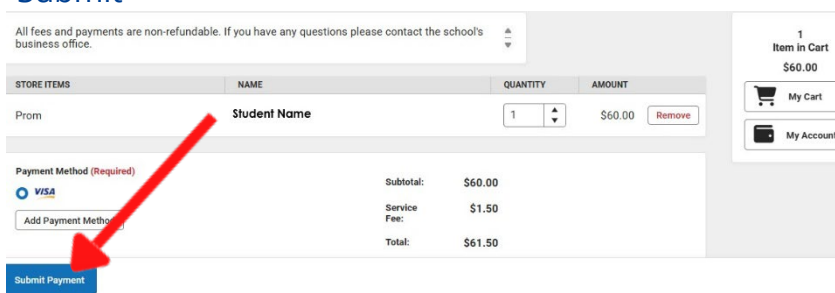 Submit
All fees and payments are non-refundable. If you have any questions please contact the school's
business office.
1
Item in Cart
$60.00
My Cart
My Account
STORE ITEMS NAME QUANTITY AMOUNT
Prom Student Name 1 $60.00 Remove
Payment Method (Required)
VISA
Add Payment Method
Subtotal: $60.00
Service
Fee: $1.50
Total: $61.50
Submit Payment